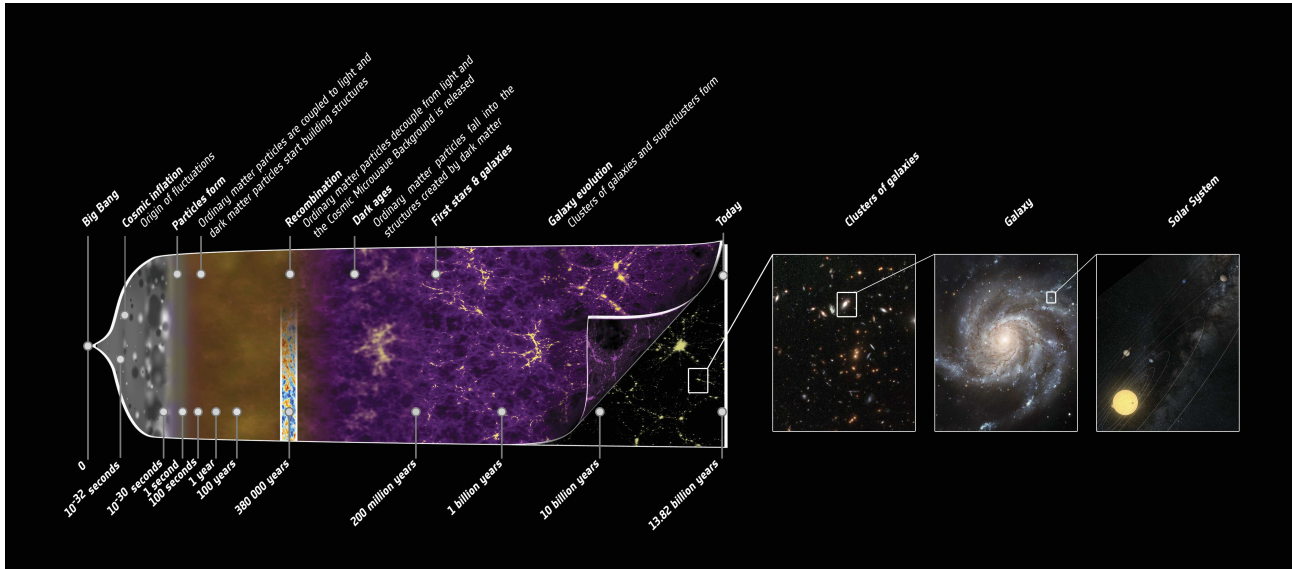 Big Bang
Cosmic inflation
Origin of fluctuations
Particles form
Ordinary matter particles are coupled to light and
dark matter particles start building structures
Recombination
Ordinary matter particles decouple from light and
the Cosmic Microwave Background is released
Dark ages
Ordinary matter particles fall into the
structures created by dark matter
First stars & galaxies
Galaxy evolution
Clusters of galaxies and superclusters form
Today
Clusters of galaxies
Galaxy
Solar System
0
10-32 seconds
10-30 seconds
1 second
100 seconds
1 year
100 years
380 000 years
200 million years
1 billion years
10 billion years
13.82 billion years